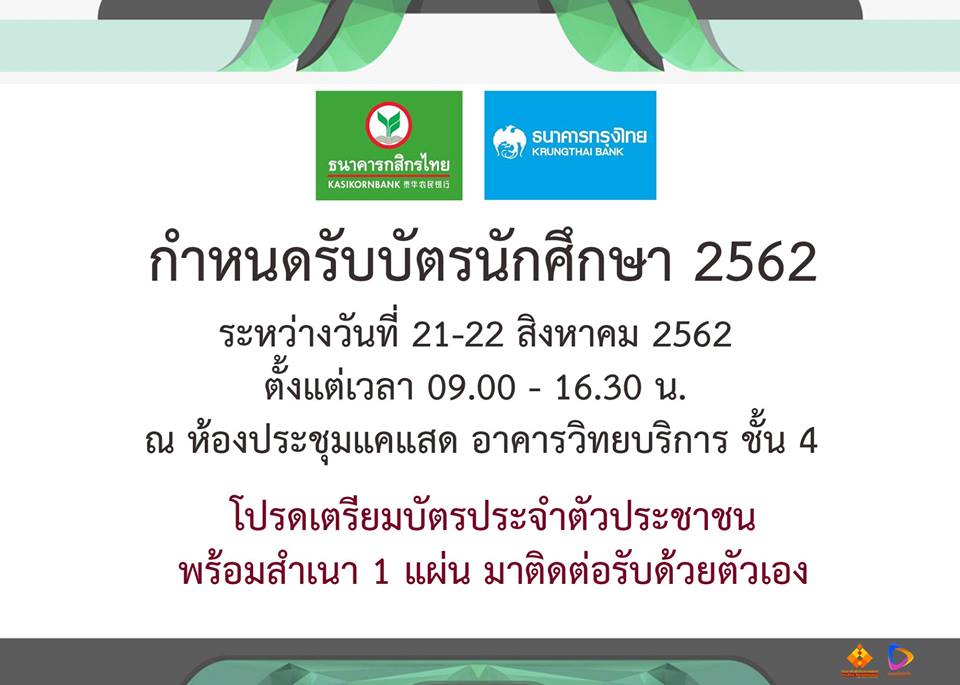 ธนาคารกสิกรไทย
KASIKORNBANK 泰华农民银行
ธนาคารกรุงไทย
KRUNGTHAI BANK
กำหนดรับบัตรนักศึกษา 2562
ระหว่างวันที่ 21-22 สิงหาคม 2562
ตั้งแต่เวลา 09.00 - 16.30 น.
ณ ห้องประชุมแคแสด อาคารวิทยบริการ ชั้น 4
โปรดเตรียมบัตรประจำตัวประชาชน
พร้อมสำเนา 1 แผ่น มาติดต่อรับด้วยตัวเอง